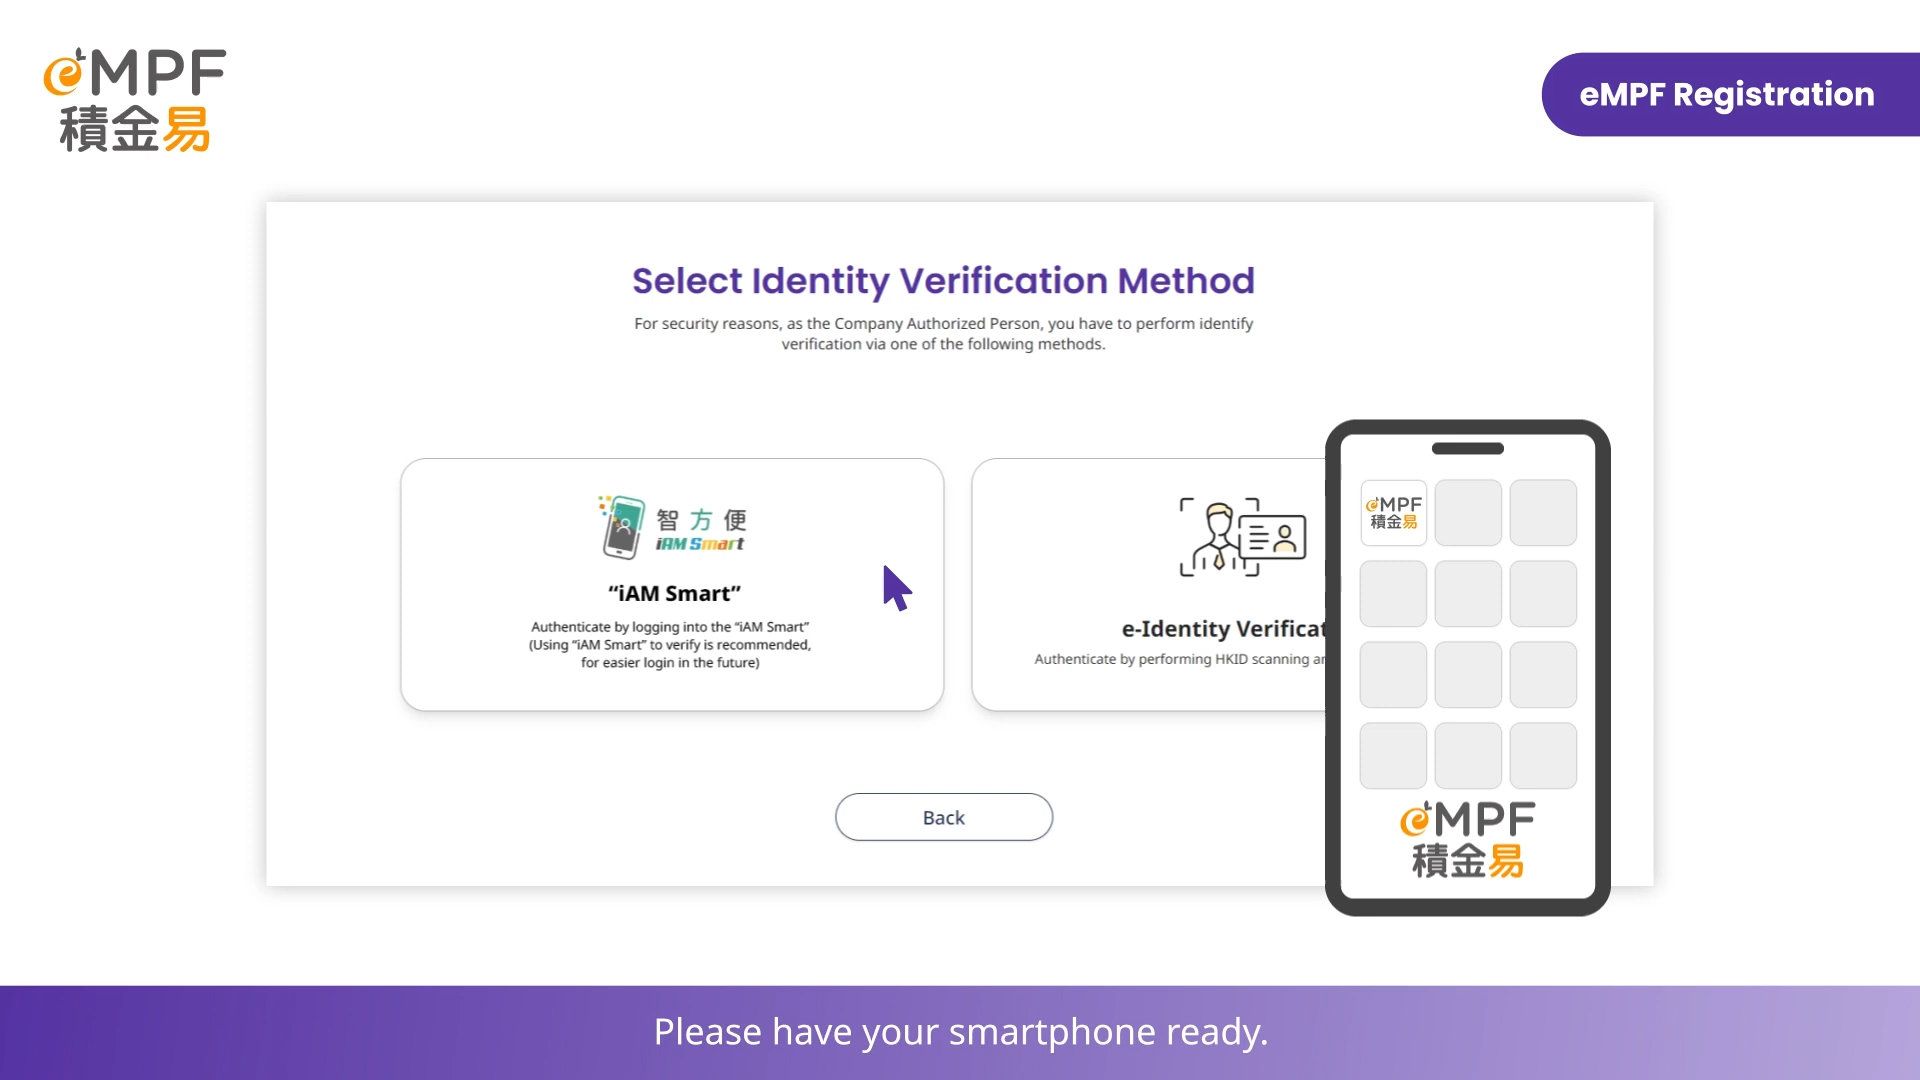 eMPF
積金易
eMPF Registration
Select Identity Verification Method
For security reasons, as the Company Authorized Person, you have to perform identify
verification via one of the following methods.
智方便
iAM Smart
“iAM Smart”
Authenticate by logging into the “iAM Smart”
(Using “iAM Smart” to verify is recommended,
for easier login in the future)
e-Identity Verificat
Authenticate by performing HKID scanning ar
eMPF
積金易
eMPF
積金易
Back
Please have your smartphone ready.